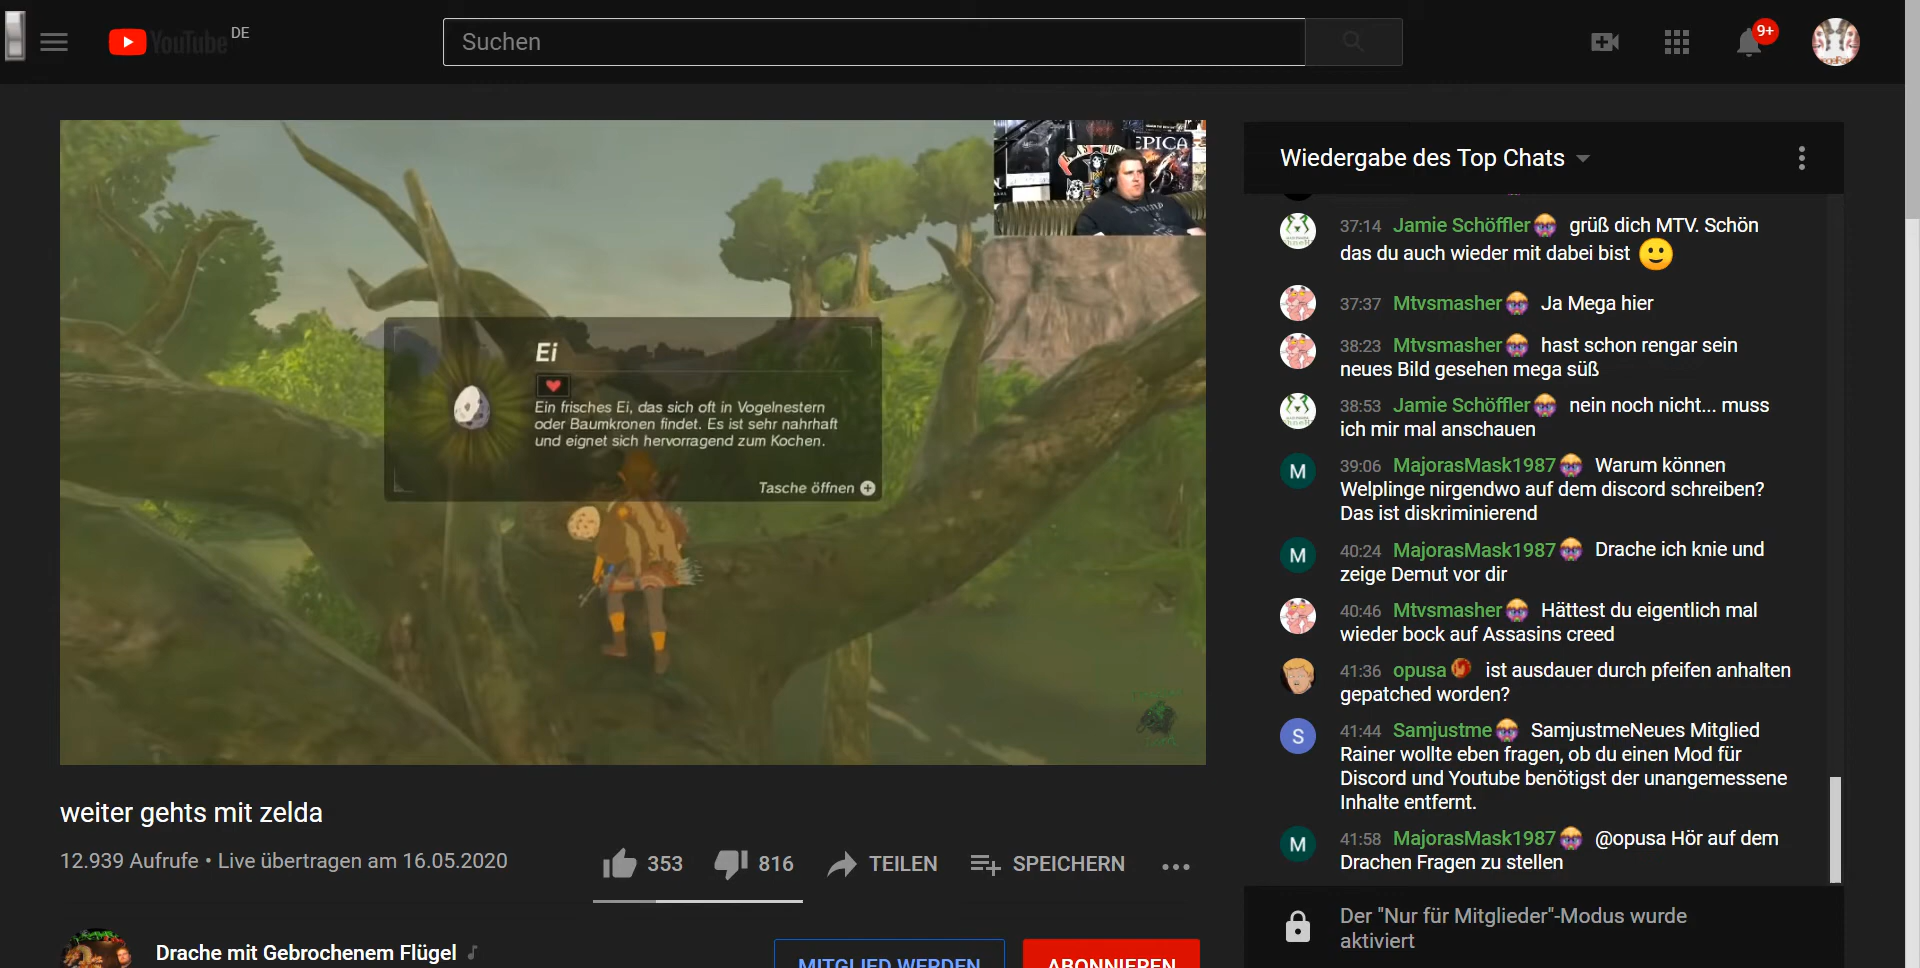 YouTube DE
Suchen
9+
EPICA
Ei
Ein frisches Ei, das sich oft in Vogelnestern
oder Baumkronen findet. Es ist sehr nahrhaft
und eignet sich hervorragend zum Kochen.
Tasche öffnen
weiter gehts mit zelda
12.939 Aufrufe • Live übertragen am 16.05.2020
353
816
TEILEN
SPEICHERN
Drache mit Gebrochenem Flügel
MITGLIED WERDEN
ABONNIEREN
Wiedergabe des Top Chats
37:14 Jamie Schöffler grüß dich MTV. Schön
das du auch wieder mit dabei bist
37:37 Mtvsmasher Ja Mega hier
38:23 Mtvsmasher hast schon rengar sein
neues Bild gesehen mega süß
38:53 Jamie Schöffler nein noch nicht... muss
ich mir mal anschauen
M
39:06 MajorasMask1987 Warum können
Welplinge nirgendwo auf dem discord schreiben?
Das ist diskriminierend
M
40:24 MajorasMask1987 Drache ich knie und
zeige Demut vor dir
40:46 Mtvsmasher Hättest du eigentlich mal
wieder bock auf Assasins creed
41:36 opusa ist ausdauer durch pfeifen anhalten
gepatched worden?
S
41:44 Samjustme SamjustmeNeues Mitglied
Rainer wollte eben fragen, ob du einen Mod für
Discord und Youtube benötigst der unangemessene
Inhalte entfernt.
M
41:58 MajorasMask1987 @opusa Hör auf dem
Drachen Fragen zu stellen
Der "Nur für Mitglieder"-Modus wurde
aktiviert